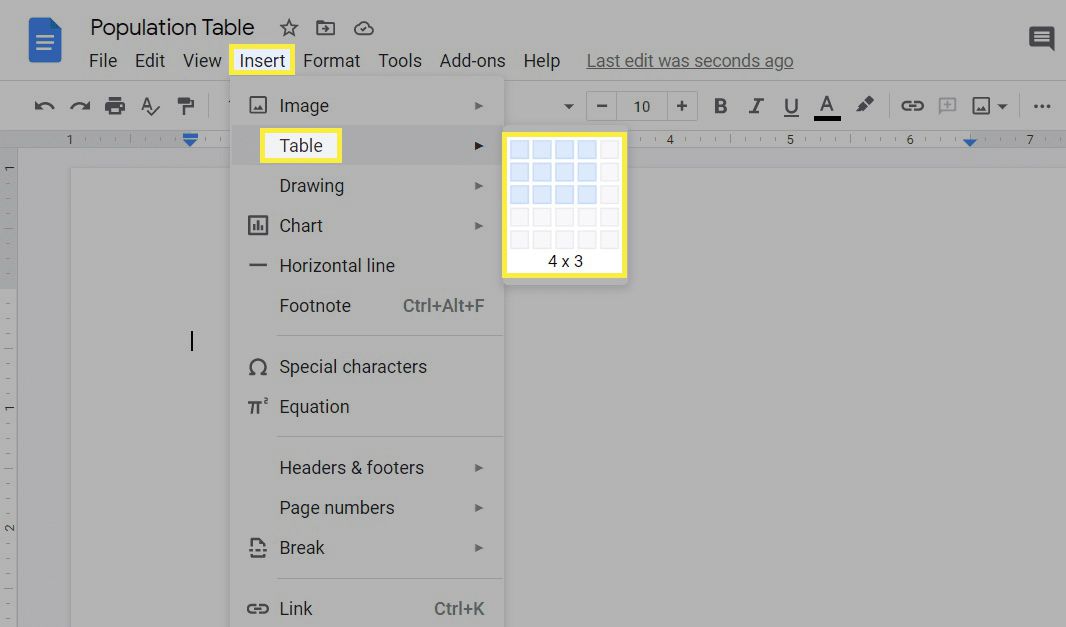 Population Table
File Edit View Insert Format Tools Add-ons Help Last edit was seconds ago
10 B I U A
1 4 5 6 7
Image
Table
Drawing
Chart
Horizontal line
Footnote Ctrl+Alt+F
Special characters
π² Equation
Headers & footers
Page numbers
Break
Link Ctrl+K
4 x 3
1
1
2